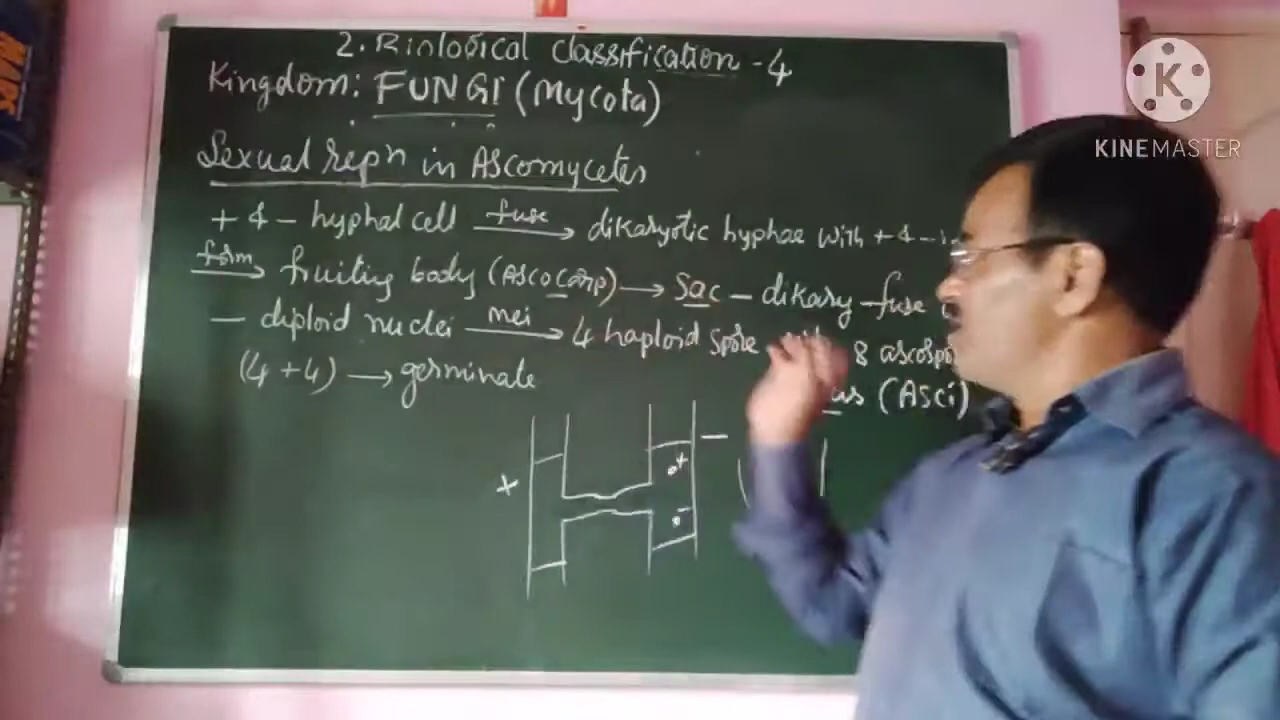 2. Biological classification - 4
Kingdom: FUNGI (Mycota)
Sexual repn in Ascomycetes
+ & - hyphal cell fuse → dikaryotic hyphae with + & -
form → fruiting body (Ascocarp) → Sac - dikary - fuse
- diploid nuclei mei → 4 haploid spore 8 ascospo
(4 + 4) → germinate
us (Asci)
+ + -
-
K
KINEMASTER